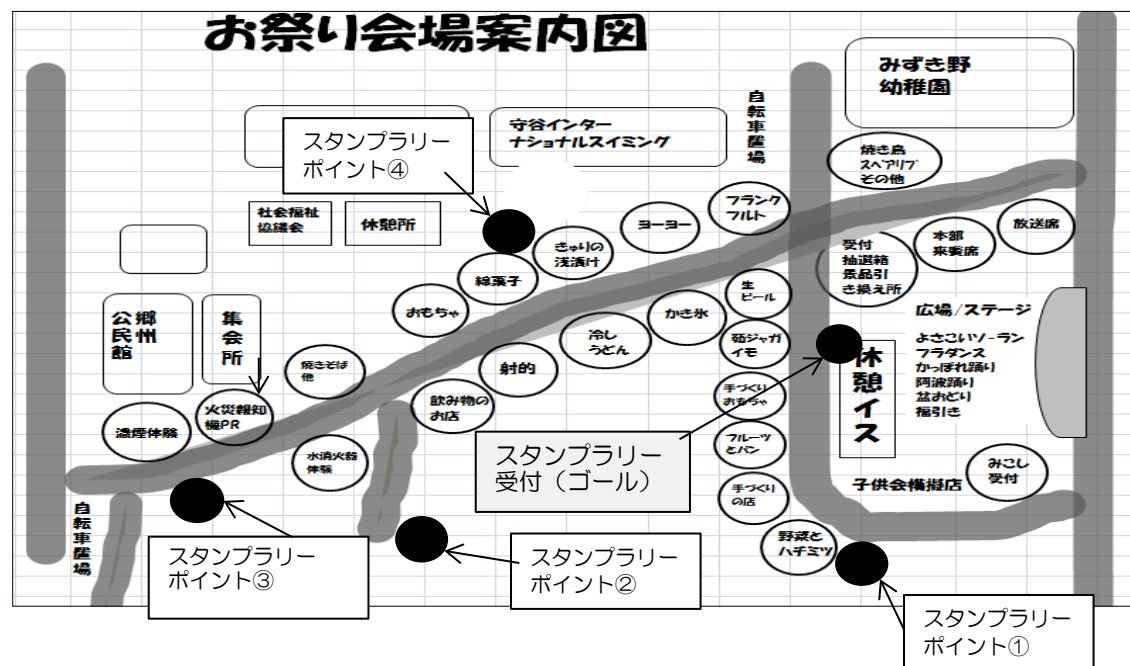 お祭り会場案内図
みずき野
幼稚園
自転車置場
守谷インター
ナショナルスイミング
スタンプラリー
ポイント④
焼き鳥
スペアリブ
その他
フランク
フルト
ヨーヨー
社会福祉
協議会
休憩所
きゅりの
浅漬け
綿菓子
おもちゃ
受付
抽選箱
景品引
き換え所
本部
来賓席
放送席
生
ビール
かき氷
茹ジャガ
イモ
冷し
うどん
射的
飲み物の
お店
手づくり
おもちゃ
フルーツ
とパン
手づくり
の店
野菜と
ハチミツ
広場/ステージ
よさこいソーラン
フラダンス
かっぽれ踊り
阿波踊り
盆おどり
福引き
休憩イス
郷州
公民館
集会所
焼きそば
他
火災報知
機PR
濃煙体験
水消火器
体験
スタンプラリー
受付（ゴール）
みこし
受付
子供会模擬店
自転車置場
スタンプラリー
ポイント③
スタンプラリー
ポイント②
スタンプラリー
ポイント①